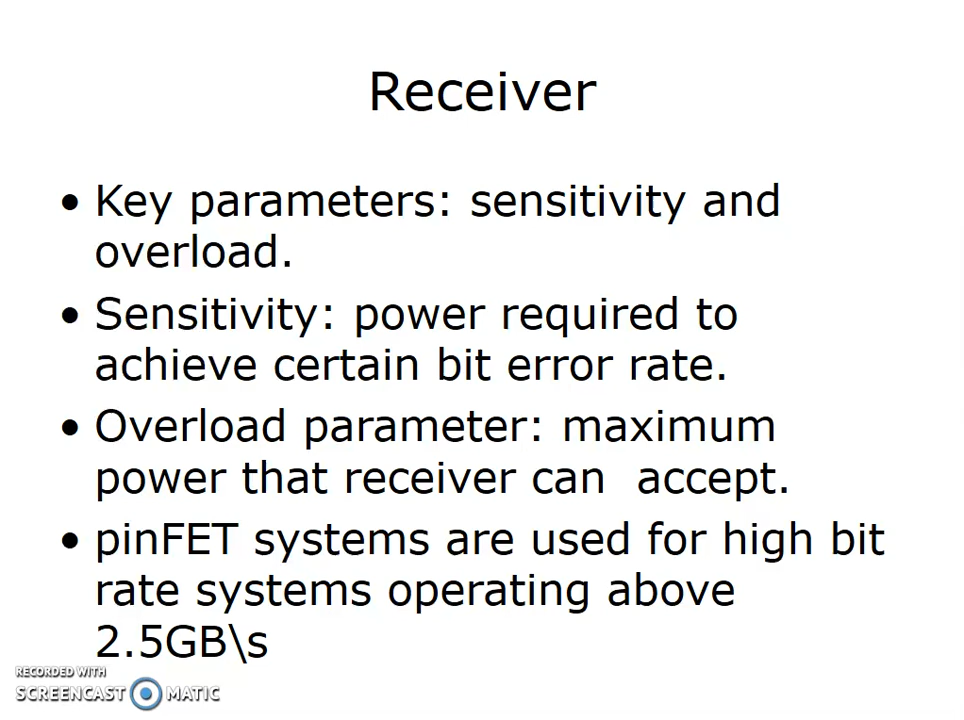 Receiver
• Key parameters: sensitivity and
overload.
• Sensitivity: power required to
achieve certain bit error rate.
• Overload parameter: maximum
power that receiver can  accept.
• pinFET systems are used for high bit
rate systems operating above
2.5GB\s
RECORDED WITH
SCREENCAST MATIC